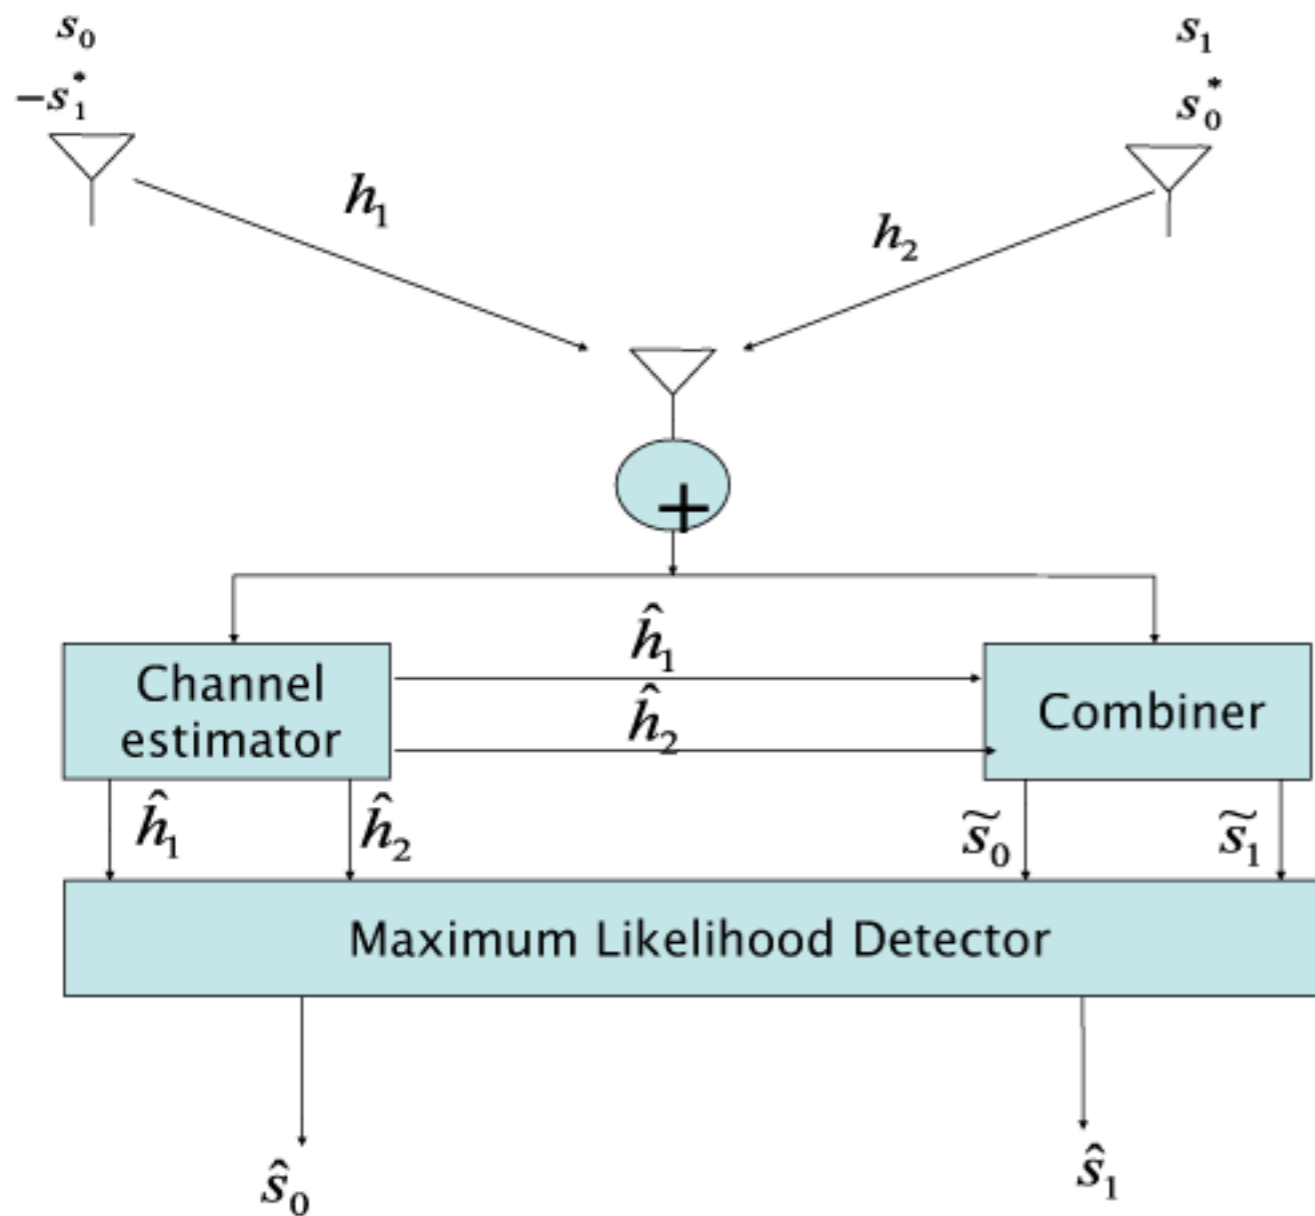 s₀
−s₁*
s₁
s₀*
h₁
h₂
+
ĥ₁
ĥ₂
Channel
estimator
Combiner
ĥ₁
ĥ₂
s̃₀
s̃₁
Maximum Likelihood Detector
ŝ₀
ŝ₁